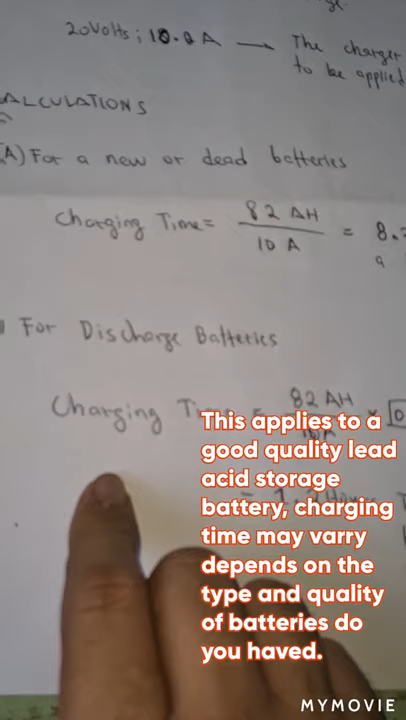 20Volts; 10.0 A → The charger
to be applied
ALCULATIONS
A) For a new or dead batteries
Charging Time = 82 AH / 10 A = 8.
For Discharge Batteries
Charging = 82 AH
This applies to a
good quality lead
acid storage
battery, charging
time may varry
depends on the
type and quality
of batteries do
you haved.
MYMOVIE